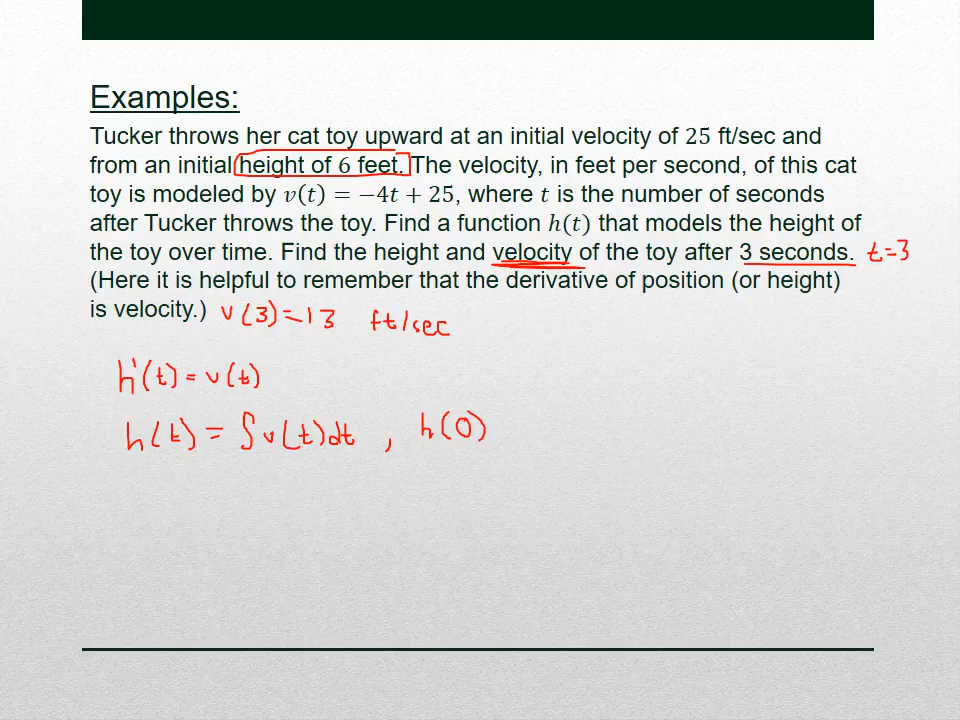 Examples:
Tucker throws her cat toy upward at an initial velocity of 25 ft/sec and
from an initial height of 6 feet. The velocity, in feet per second, of this cat
toy is modeled by v(t) = −4t + 25, where t is the number of seconds
after Tucker throws the toy. Find a function h(t) that models the height of
the toy over time. Find the height and velocity of the toy after 3 seconds. t=3
(Here it is helpful to remember that the derivative of position (or height)
is velocity.) v(3)=13 ft/sec
h'(t) = v(t)
h(t) = ∫v(t)dt , h(0)